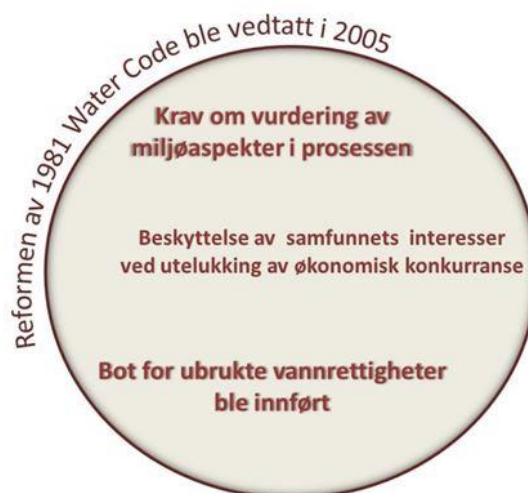 Reformen av 1981 Water Code ble vedtatt i 2005
Krav om vurdering av
miljøaspekter i prosessen
Beskyttelse av samfunnets interesser
ved utelukking av økonomisk konkurranse
Bot for ubrukte vannrettigheter
ble innført